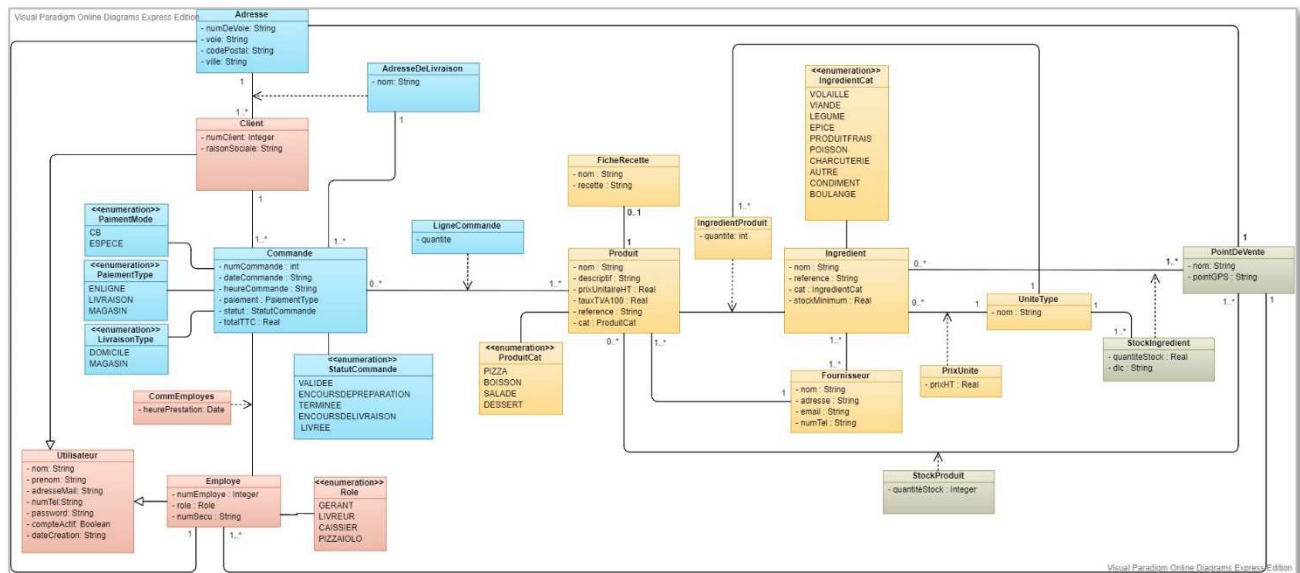 Visual Paradigm Online Diagrams Express Edition
Adresse
- numDeVoie: String
- voie: String
- codePostal: String
- ville: String
1
1..*
AdresseDeLivraison
- nom: String
1
1..*
Client
- numClient: Integer
- raisonSociale: String
1
1..*
<<enumeration>>
PaimentMode
CB
ESPECE
<<enumeration>>
PaiementType
ENLIGNE
LIVRAISON
MAGASIN
<<enumeration>>
LivraisonType
DOMICILE
MAGASIN
Commande
- numCommande : int
- dateCommande : String
- heureCommande : String
- paiement : PaiementType
- statut : StatutCommande
- totalTTC : Real
0..*
1..*
LigneCommande
- quantite
<<enumeration>>
StatutCommande
VALIDEE
ENCOURSDEPREPARATION
TERMINEE
ENCOURSDELIVRAISON
LIVREE
CommEmployes
- heurePrestation : Date
Utilisateur
- nom: String
- prenom: String
- adresseMail: String
- numTel:String
- password: String
- compteActif: Boolean
- dateCreation: String
Employe
- numEmploye : Integer
- role : Role
- numSecu : String
1
1..*
<<enumeration>>
Role
GERANT
LIVREUR
CAISSIER
PIZZAIOLO
FicheRecette
- nom : String
- recette : String
0..1
1
Produit
- nom : String
- descriptif : String
- prixUnitaireHT : Real
- tauxTVA100 : Real
- reference : String
- cat : ProduitCat
0..*
1..*
<<enumeration>>
ProduitCat
PIZZA
BOISSON
SALADE
DESSERT
1..*
IngredientProduit
- quantite: int
<<enumeration>>
IngredientCat
VOLAILLE
VIANDE
LEGUME
EPICE
PRODUITFRAIS
POISSON
CHARCUTERIE
AUTRE
CONDIMENT
BOULANGE
Ingredient
- nom : String
- reference : String
- cat : IngredientCat
- stockMinimum : Real
0..*
0..*
1..*
1..*
Fournisseur
- nom : String
- adresse : String
- email : String
- numTel : String
1
PrixUnite
- prixHT : Real
1
1
UniteType
- nom : String
1
1..*
1
1..*
PointDeVente
- nom: String
- pointGPS : String
1..*
1
StockIngredient
- quantiteStock : Real
- dlc : String
StockProduit
- quantitéStock : Integer
Visual Paradigm Online Diagrams Express Edition